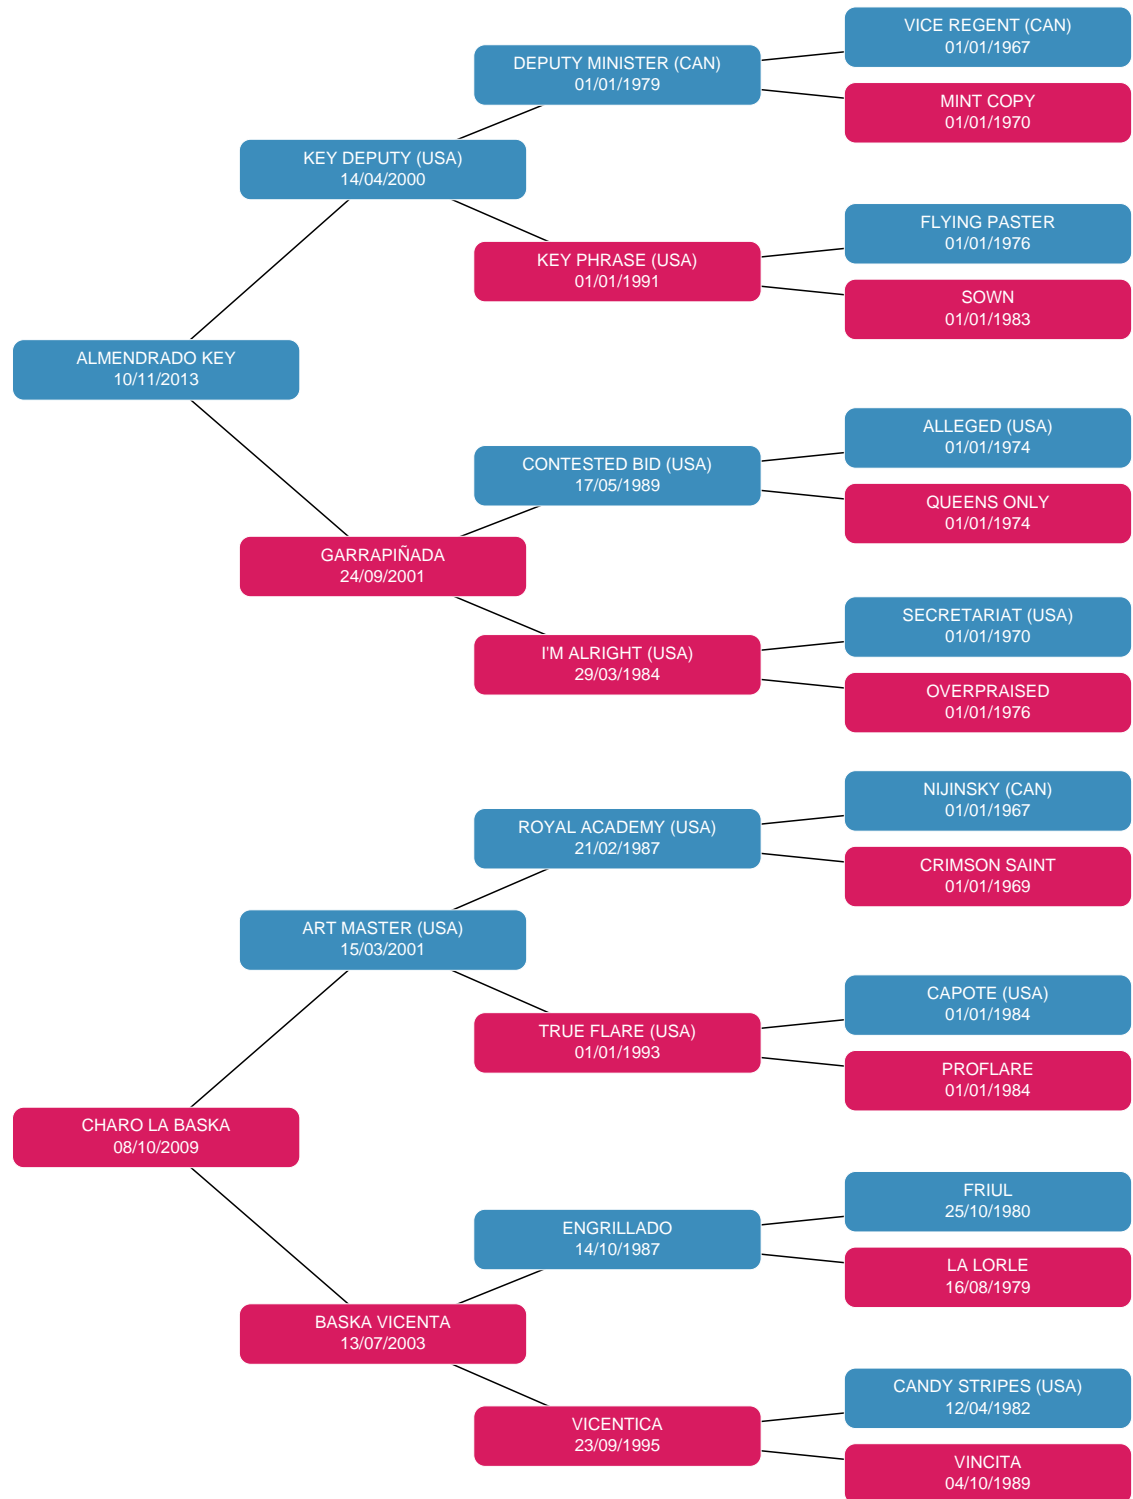 VICE REGENT (CAN)
01/01/1967
DEPUTY MINISTER (CAN)
01/01/1979
MINT COPY
01/01/1970
KEY DEPUTY (USA)
14/04/2000
FLYING PASTER
01/01/1976
KEY PHRASE (USA)
01/01/1991
SOWN
01/01/1983
ALMENDRADO KEY
10/11/2013
ALLEGED (USA)
01/01/1974
CONTESTED BID (USA)
17/05/1989
QUEENS ONLY
01/01/1974
GARRAPIÑADA
24/09/2001
SECRETARIAT (USA)
01/01/1970
I'M ALRIGHT (USA)
29/03/1984
OVERPRAISED
01/01/1976
NIJINSKY (CAN)
01/01/1967
ROYAL ACADEMY (USA)
21/02/1987
CRIMSON SAINT
01/01/1969
ART MASTER (USA)
15/03/2001
CAPOTE (USA)
01/01/1984
TRUE FLARE (USA)
01/01/1993
PROFLARE
01/01/1984
CHARO LA BASKA
08/10/2009
FRIUL
25/10/1980
ENGRILLADO
14/10/1987
LA LORLE
16/08/1979
BASKA VICENTA
13/07/2003
CANDY STRIPES (USA)
12/04/1982
VICENTICA
23/09/1995
VINCITA
04/10/1989